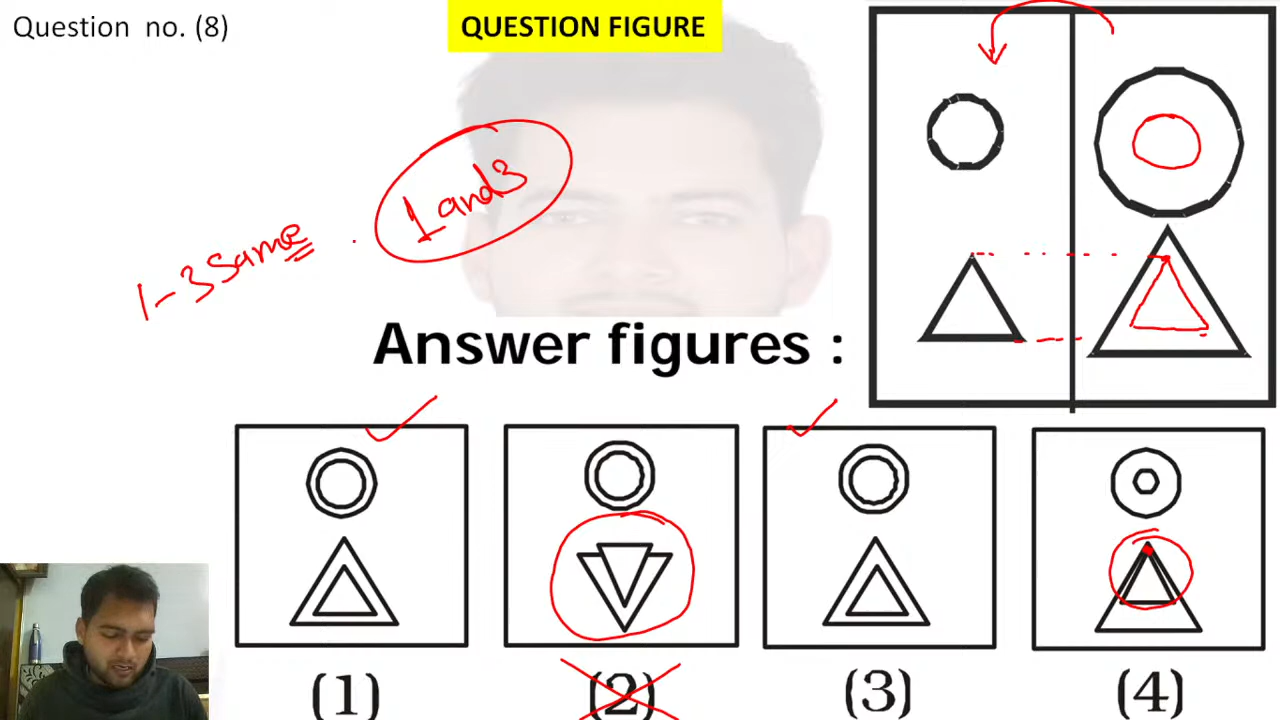 Question no. (8)
QUESTION FIGURE
1 and 3
1-3 Same
Answer figures :
(1)
(2)
(3)
(4)